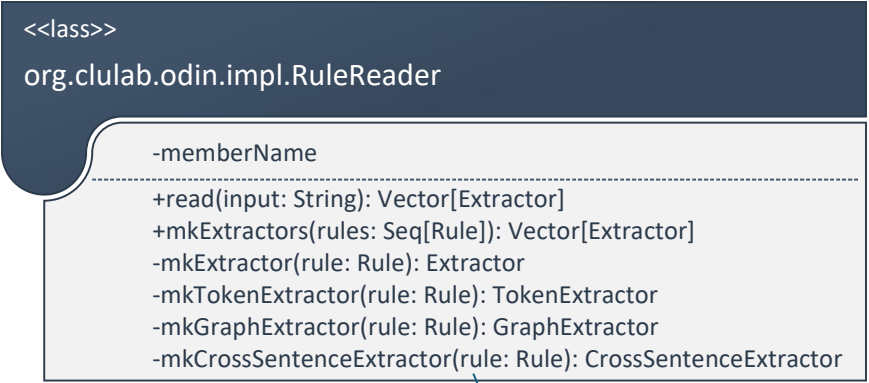 <<lass>>
org.clulab.odin.impl.RuleReader
-memberName
+read(input: String): Vector[Extractor]
+mkExtractors(rules: Seq[Rule]): Vector[Extractor]
-mkExtractor(rule: Rule): Extractor
-mkTokenExtractor(rule: Rule): TokenExtractor
-mkGraphExtractor(rule: Rule): GraphExtractor
-mkCrossSentenceExtractor(rule: Rule): CrossSentenceExtractor